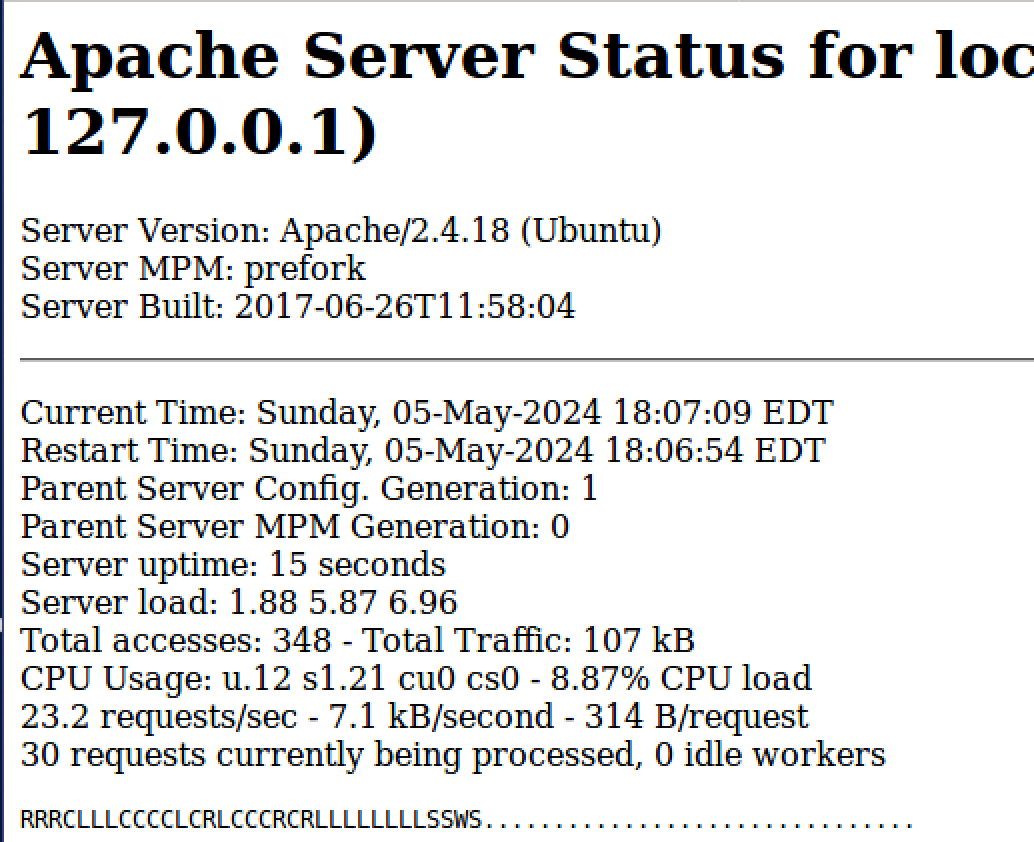 Apache Server Status for loc
127.0.0.1)
Server Version: Apache/2.4.18 (Ubuntu)
Server MPM: prefork
Server Built: 2017-06-26T11:58:04
Current Time: Sunday, 05-May-2024 18:07:09 EDT
Restart Time: Sunday, 05-May-2024 18:06:54 EDT
Parent Server Config. Generation: 1
Parent Server MPM Generation: 0
Server uptime: 15 seconds
Server load: 1.88 5.87 6.96
Total accesses: 348 - Total Traffic: 107 kB
CPU Usage: u.12 s1.21 cu0 cs0 - 8.87% CPU load
23.2 requests/sec - 7.1 kB/second - 314 B/request
30 requests currently being processed, 0 idle workers
RRRCLLLCCCCLCRLCCCRCRLLLLLLLLSSWS...............................